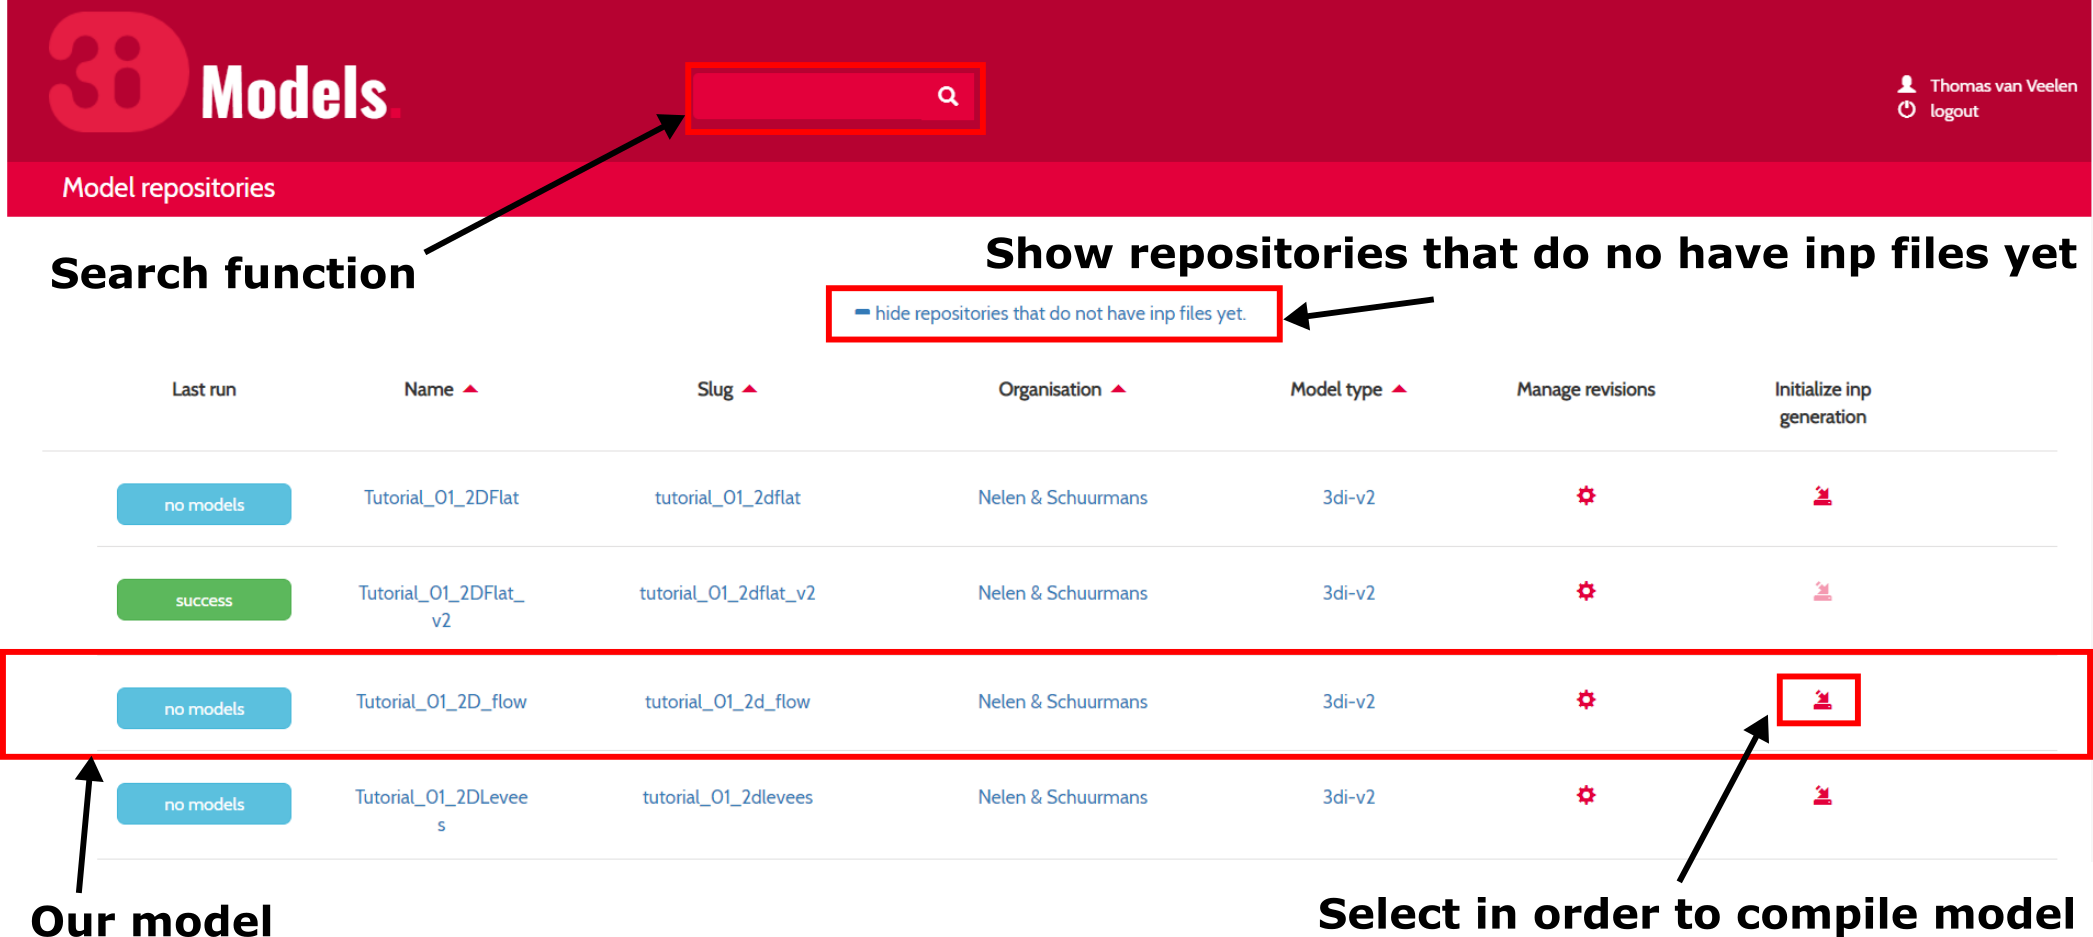 3i
Models.
Thomas van Veelen
logout
Model repositories
Search function
Show repositories that do no have inp files yet
hide repositories that do not have inp files yet.
Last run Name Slug Organisation Model type Manage revisions Initialize inp
generation
no models Tutorial_01_2DFlat tutorial_01_2dflat Nelen & Schuurmans 3di-v2
success Tutorial_01_2DFlat_ tutorial_01_2dflat_v2 Nelen & Schuurmans 3di-v2
v2
no models Tutorial_01_2D_flow tutorial_01_2d_flow Nelen & Schuurmans 3di-v2
no models Tutorial_01_2DLevee tutorial_01_2dlevees Nelen & Schuurmans 3di-v2
s
Our model
Select in order to compile model